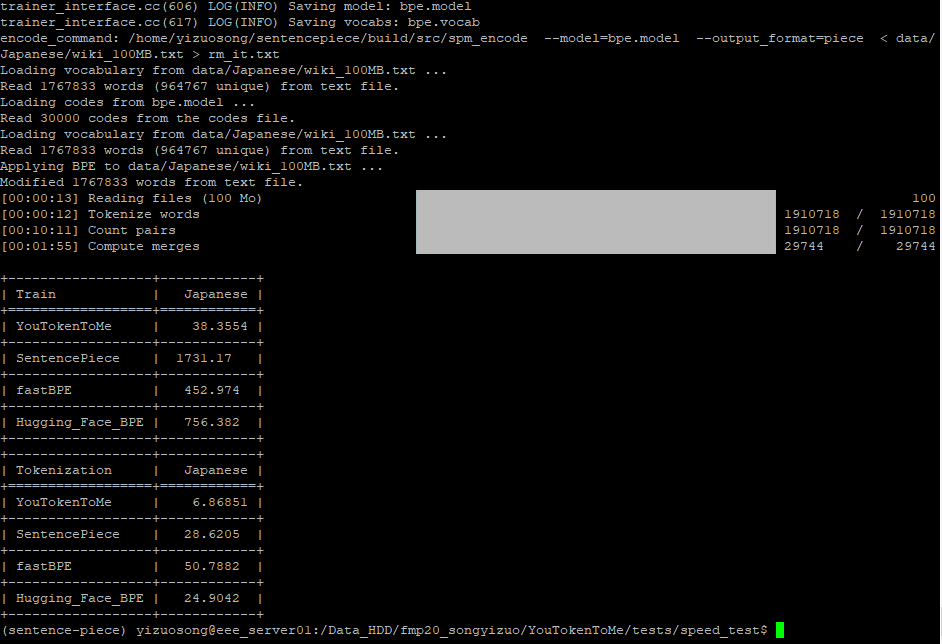 trainer_interface.cc(606) LOG(INFO) Saving model: bpe.model
trainer_interface.cc(617) LOG(INFO) Saving vocabs: bpe.vocab
encode_command: /home/yizuosong/sentencepiece/build/src/spm_encode  --model=bpe.model  --output_format=piece  < data/
Japanese/wiki_100MB.txt > rm_it.txt
Loading vocabulary from data/Japanese/wiki_100MB.txt ...
Read 1767833 words (964767 unique) from text file.
Loading codes from bpe.model ...
Read 30000 codes from the codes file.
Loading vocabulary from data/Japanese/wiki_100MB.txt ...
Read 1767833 words (964767 unique) from text file.
Applying BPE to data/Japanese/wiki_100MB.txt ...
Modified 1767833 words from text file.
[00:00:13] Reading files (100 Mo) 100
[00:00:12] Tokenize words 1910718  /  1910718
[00:10:11] Count pairs 1910718  /  1910718
[00:01:55] Compute merges 29744    /    29744
+------------------+------------+
| Train            |   Japanese |
+==================+============+
| YouTokenToMe     |    38.3554 |
+------------------+------------+
| SentencePiece    |  1731.17   |
+------------------+------------+
| fastBPE          |   452.974  |
+------------------+------------+
| Hugging_Face_BPE |   756.382  |
+------------------+------------+
+------------------+------------+
| Tokenization     |   Japanese |
+==================+============+
| YouTokenToMe     |    6.86851 |
+------------------+------------+
| SentencePiece    |   28.6205  |
+------------------+------------+
| fastBPE          |   50.7882  |
+------------------+------------+
| Hugging_Face_BPE |   24.9042  |
+------------------+------------+
(sentence-piece) yizuosong@eee_server01:/Data_HDD/fmp20_songyizuo/YouTokenToMe/tests/speed_test$